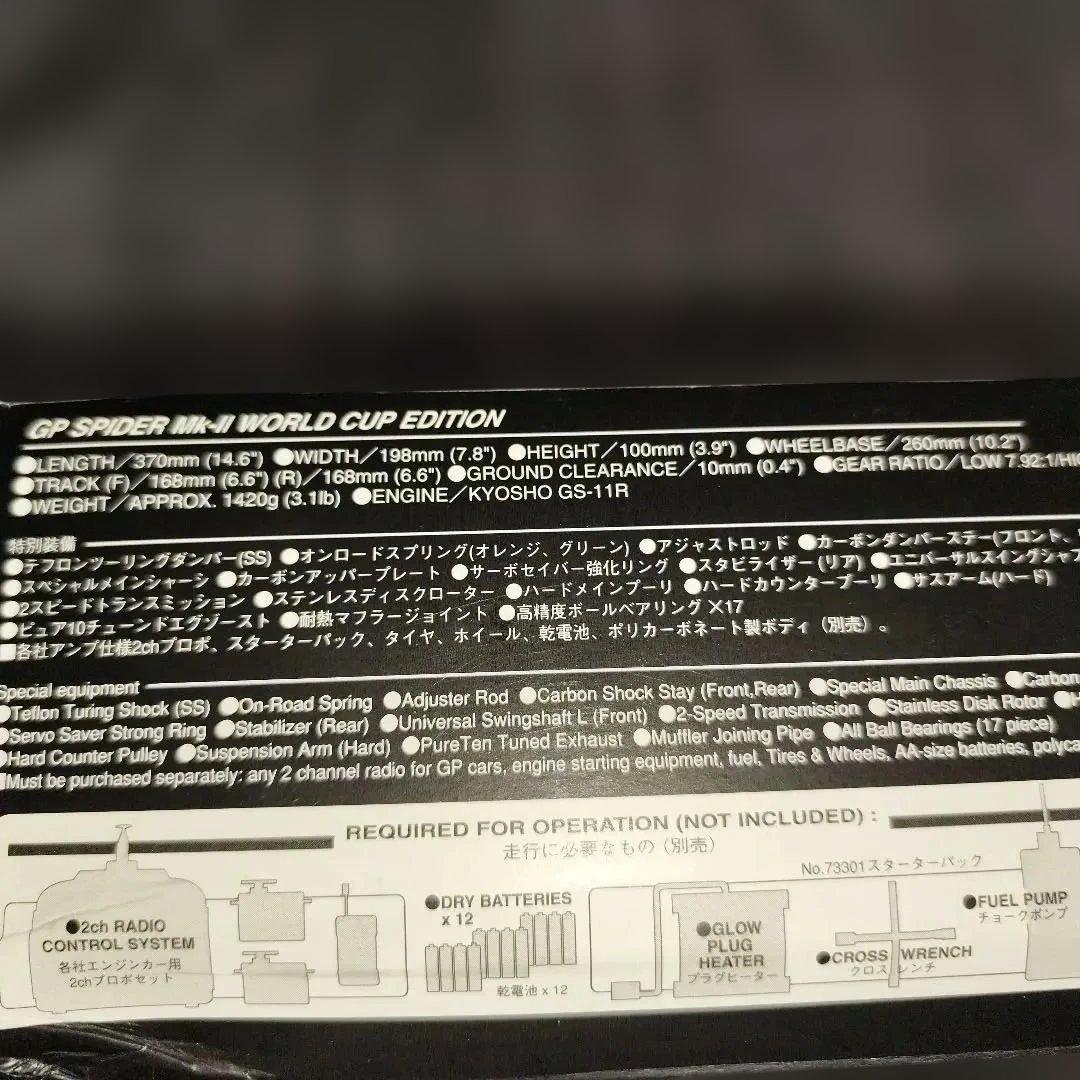 GP SPIDER Mk-II WORLD CUP EDITION
●LENGTH／370mm (14.6") ●WIDTH／198mm (7.8") ●HEIGHT／100mm (3.9") ●WHEELBASE／260mm (10.2")
●TRACK (F)／168mm (6.6") (R)／168mm (6.6") ●GROUND CLEARANCE／10mm (0.4") ●GEAR RATIO／LOW 7.92:1/HIG
●WEIGHT／APPROX. 1420g (3.1lb) ●ENGINE／KYOSHO GS-11R
特別装備
●テフロンツーリングダンパー(SS) ●オンロードスプリング(オレンジ、グリーン) ●アジャストロッド ●カーボンダンパーステー(フロント、
●スペシャルメインシャーシ ●カーボンアッパープレート ●サーボセイバー強化リング ●スタビライザー (リア) ●ユニバーサルスイングシャフ
●2スピードトランスミッション ●ステンレスディスクローター ●ハードメインプーリ ●ハードカウンタープーリ ●サスアーム(ハード)
●ピュア10チューンドエグゾースト ●耐熱マフラージョイント ●高精度ボールベアリング×17
■各社アンプ仕様2chプロポ、スターターパック、タイヤ、ホイール、乾電池、ポリカーボネート製ボディ（別売）。
Special equipment
●Teflon Turing Shock (SS) ●On-Road Spring ●Adjuster Rod ●Carbon Shock Stay (Front,Rear) ●Special Main Chassis ●Carbon
●Servo Saver Strong Ring ●Stabilizer (Rear) ●Universal Swingshaft L (Front) ●2-Speed Transmission ●Stainless Disk Rotor ●H
●Hard Counter Pulley ●Suspension Arm (Hard) ●PureTen Tuned Exhaust ●Muffler Joining Pipe ●All Ball Bearings (17 piece)
■Must be purchased separately: any 2 channel radio for GP cars, engine starting equipment, fuel, Tires & Wheels, AA-size batteries, polyca
REQUIRED FOR OPERATION (NOT INCLUDED) :
走行に必要なもの（別売）
No.73301スターターパック
●2ch RADIO
CONTROL SYSTEM
各社エンジンカー用
2chプロポセット
●DRY BATTERIES
x 12
乾電池 x 12
●GLOW
PLUG
HEATER
プラグヒーター
●CROSS WRENCH
クロスレンチ
●FUEL PUMP
チョークポンプ